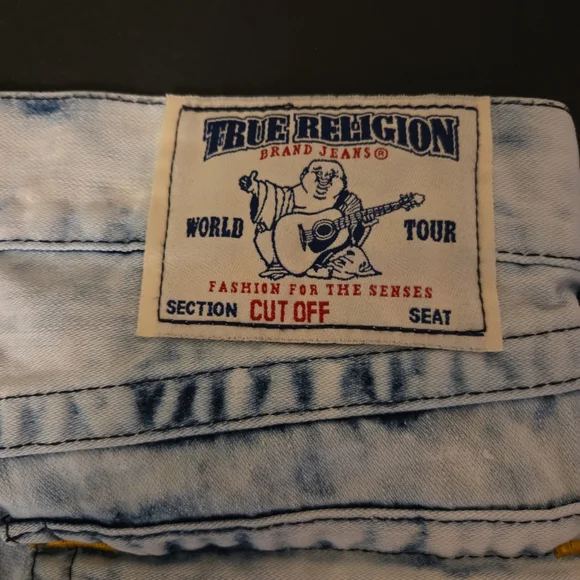 TRUE RELIGION
BRAND JEANS®
WORLD TOUR
FASHION FOR THE SENSES
SECTION CUT OFF SEAT